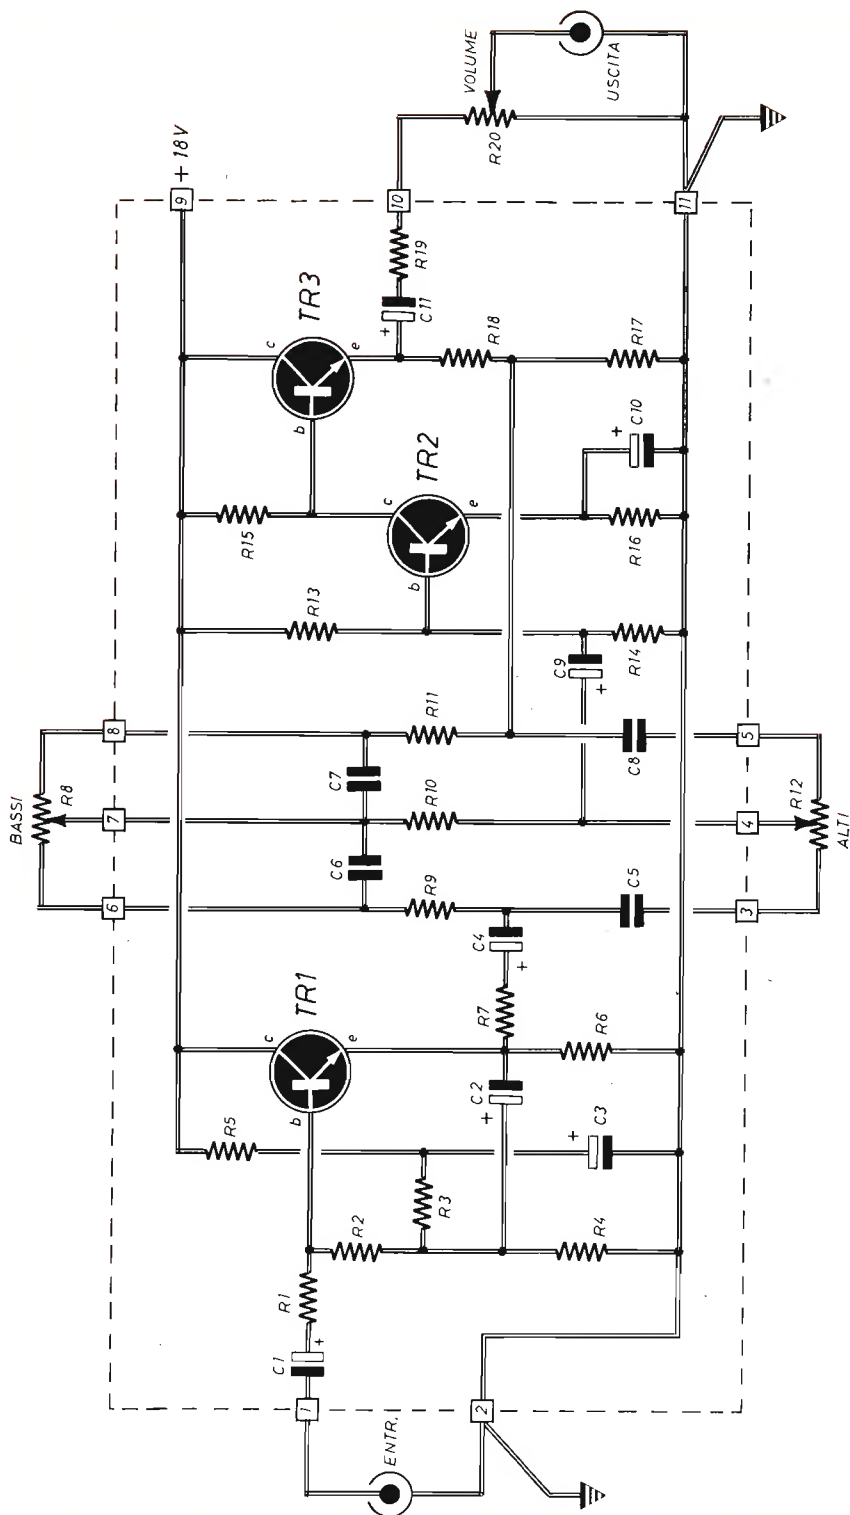 BASSI
R8
6
7
8
9
+ 18V
R5
c
TR1
b
e
C6
C7
R13
R15
c
TR3
b
e
ENTR.
1
C1
+
R1
R2
R3
R9
R10
R11
c
TR2
b
e
+
C11
R19
10
VOLUME
R20
USCITA
2
+
C2
R7
C4
+
R18
R4
+
C3
R6
C5
C9
+
C8
R14
R16
+
C10
R17
11
3
4
5
R12
ALTI